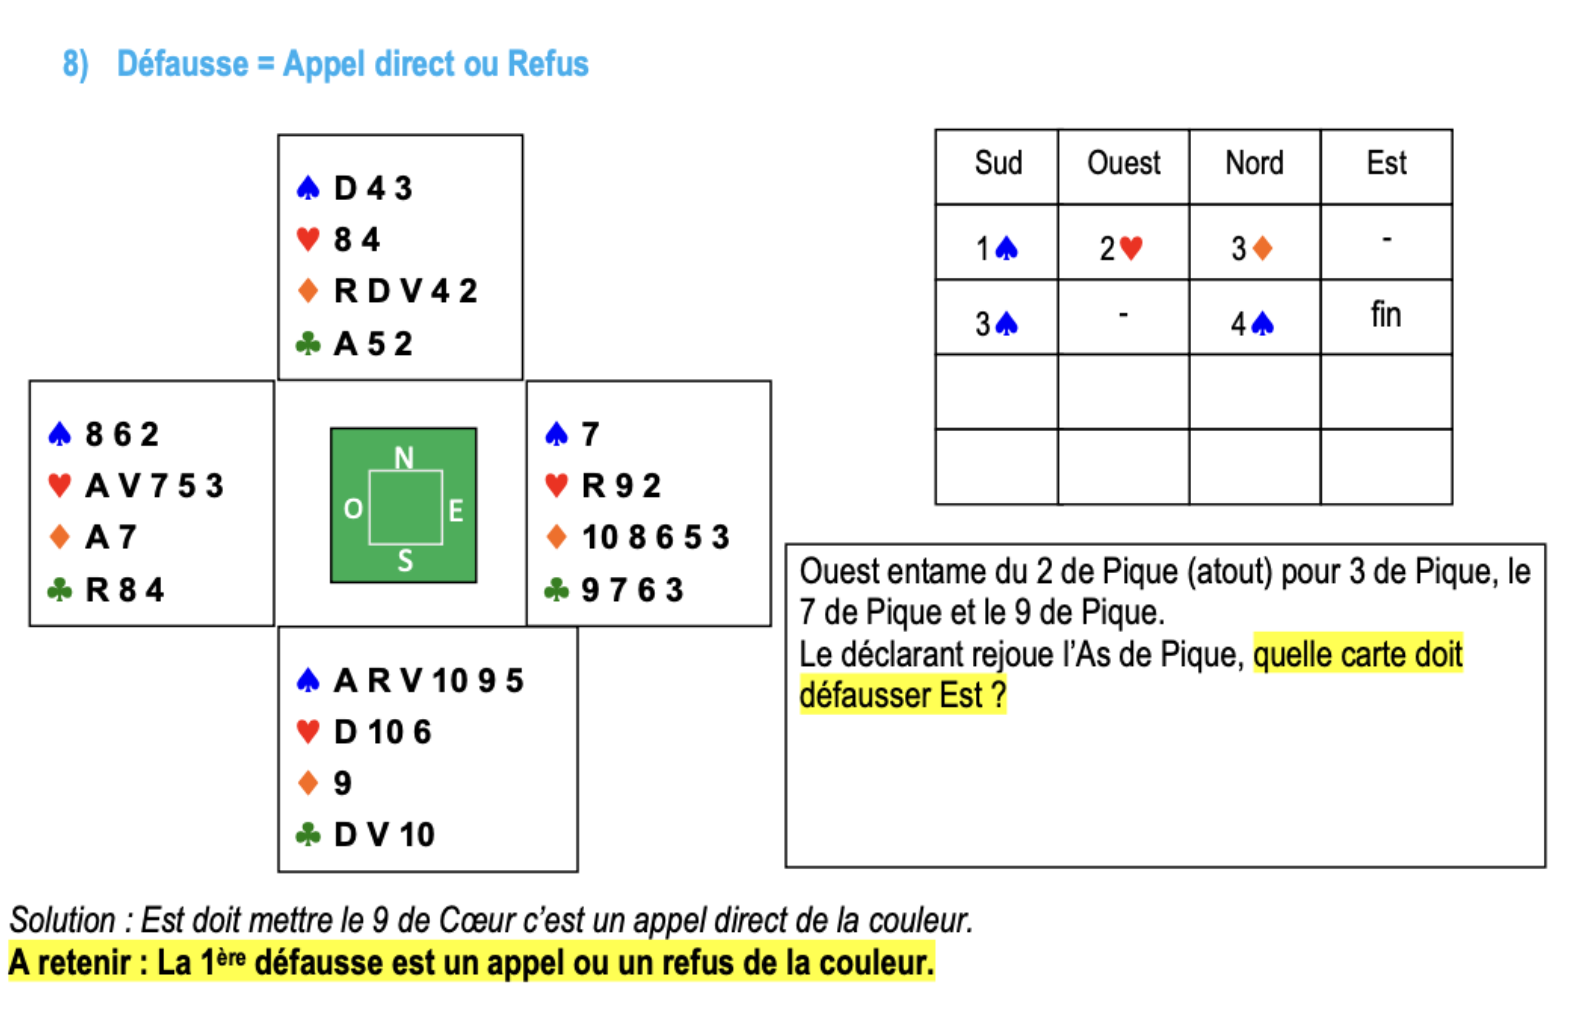 8) Défausse = Appel direct ou Refus
♠ D 4 3
♥ 8 4
♦ R D V 4 2
♣ A 5 2
Sud Ouest Nord Est
1♠ 2♥ 3♦ -
3♠ - 4♠ fin
♠ 8 6 2
♥ A V 7 5 3
♦ A 7
♣ R 8 4
N
O E
S
♠ 7
♥ R 9 2
♦ 10 8 6 5 3
♣ 9 7 6 3
♠ A R V 10 9 5
♥ D 10 6
♦ 9
♣ D V 10
Ouest entame du 2 de Pique (atout) pour 3 de Pique, le
7 de Pique et le 9 de Pique.
Le déclarant rejoue l'As de Pique, quelle carte doit
défausser Est ?
Solution : Est doit mettre le 9 de Cœur c'est un appel direct de la couleur.
A retenir : La 1ère défausse est un appel ou un refus de la couleur.